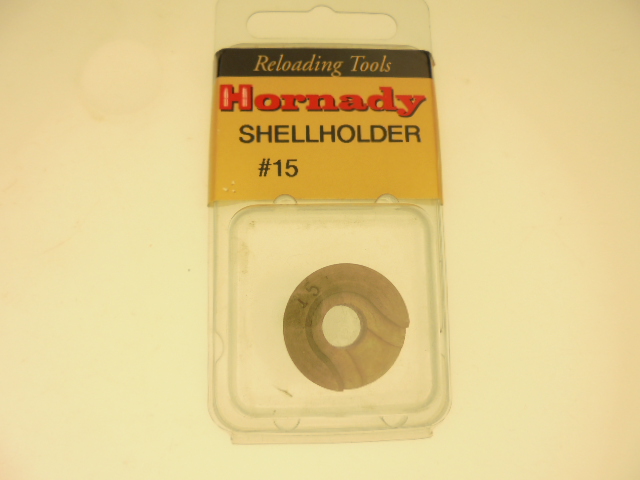 Reloading Tools
Hornady
SHELLHOLDER
#15
15